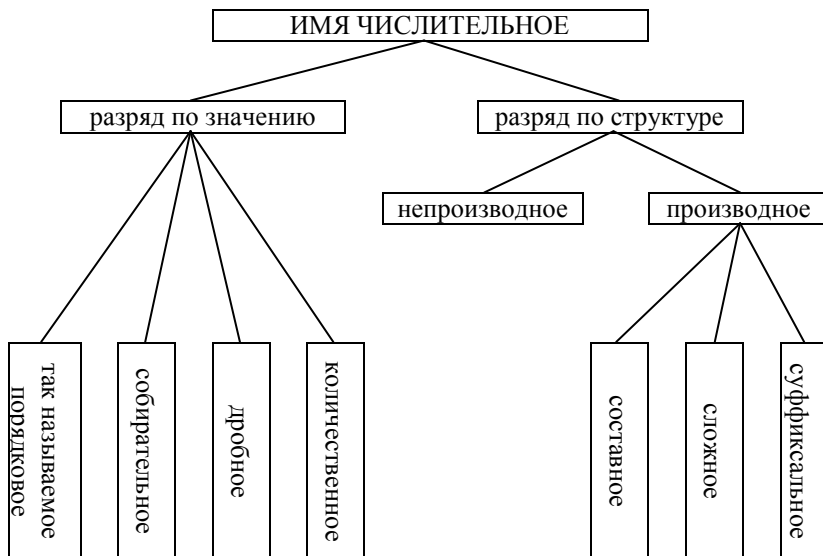 ИМЯ ЧИСЛИТЕЛЬНОЕ
разряд по значению
разряд по структуре
непроизводное
производное
так называемое
порядковое
собирательное
дробное
количественное
составное
сложное
суффиксальное